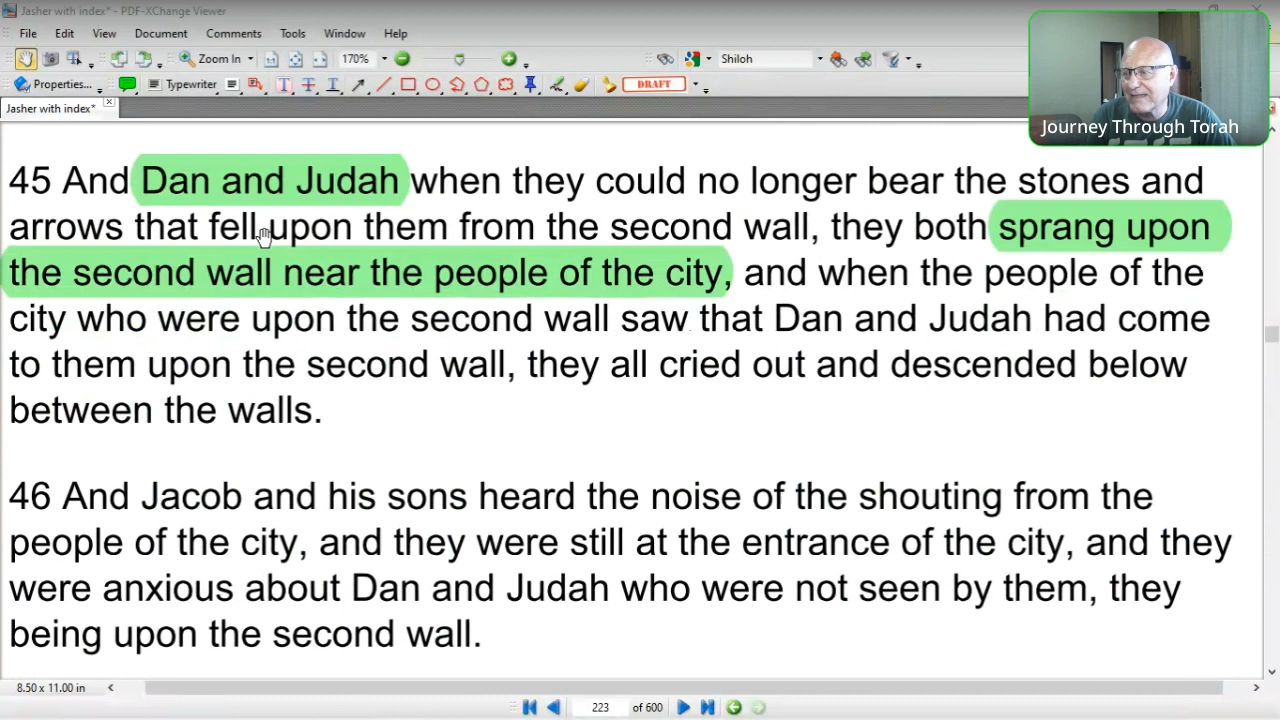 Jasher with index* - PDF-XChange Viewer
File Edit View Document Comments Tools Window Help
Zoom In 170% Shiloh
Properties... Typewriter DRAFT
Jasher with index*
Journey Through Torah
45 And Dan and Judah when they could no longer bear the stones and
arrows that fell upon them from the second wall, they both sprang upon
the second wall near the people of the city, and when the people of the
city who were upon the second wall saw that Dan and Judah had come
to them upon the second wall, they all cried out and descended below
between the walls.
46 And Jacob and his sons heard the noise of the shouting from the
people of the city, and they were still at the entrance of the city, and they
were anxious about Dan and Judah who were not seen by them, they
being upon the second wall.
8.50 x 11.00 in
223 of 600